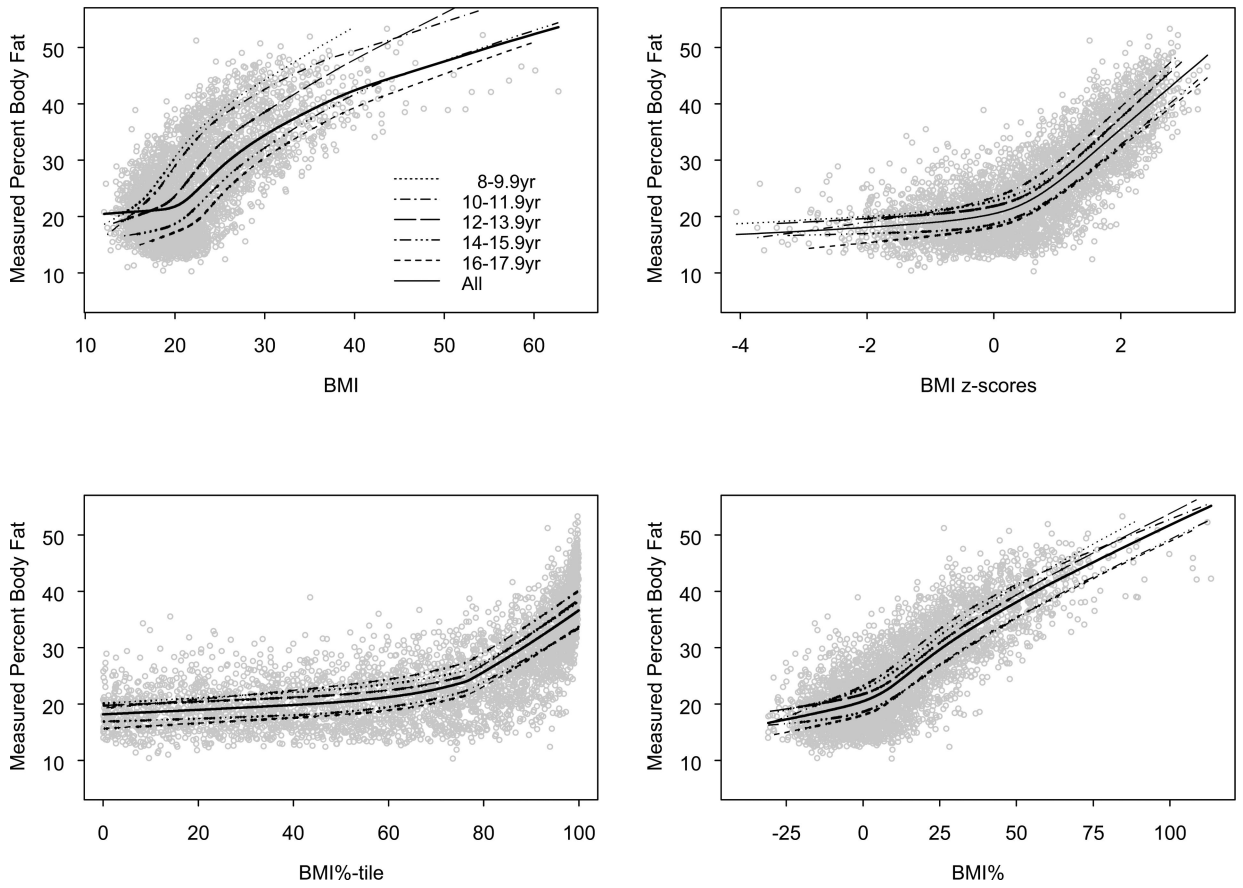 Measured Percent Body Fat
50
40
30
20
10
10 20 30 40 50 60
BMI
8-9.9yr
10-11.9yr
12-13.9yr
14-15.9yr
16-17.9yr
All
Measured Percent Body Fat
50
40
30
20
10
-4 -2 0 2
BMI z-scores
Measured Percent Body Fat
50
40
30
20
10
0 20 40 60 80 100
BMI%-tile
Measured Percent Body Fat
50
40
30
20
10
-25 0 25 50 75 100
BMI%